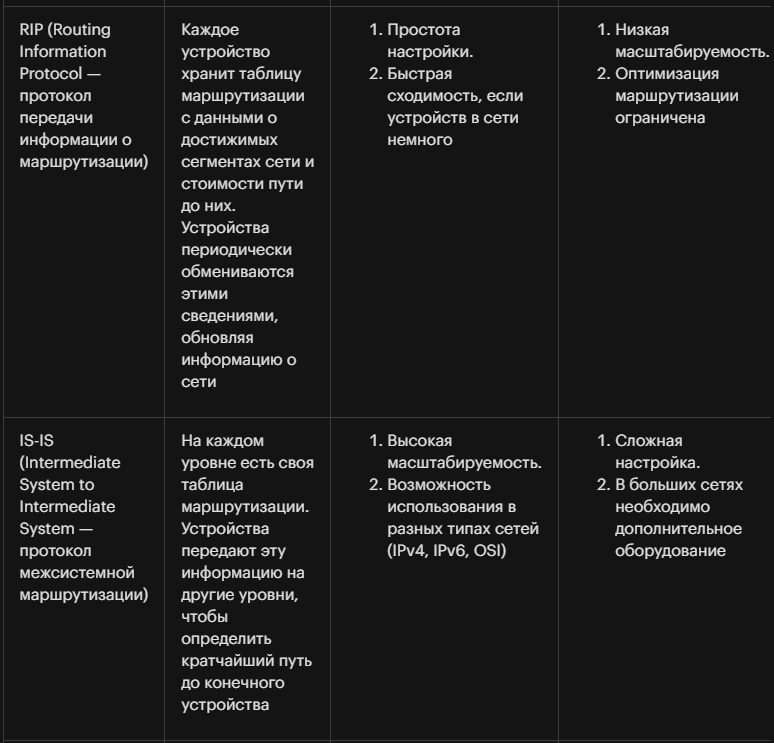 RIP (Routing
Information
Protocol —
протокол
передачи
информации о
маршрутизации)
Каждое
устройство
хранит таблицу
маршрутизации
с данными о
достижимых
сегментах сети и
стоимости пути
до них.
Устройства
периодически
обмениваются
этими
сведениями,
обновляя
информацию о
сети
1. Простота
настройки.
2. Быстрая
сходимость, если
устройств в сети
немного
1. Низкая
масштабируемость.
2. Оптимизация
маршрутизации
ограничена
IS-IS
(Intermediate
System to
Intermediate
System —
протокол
межсистемной
маршрутизации)
На каждом
уровне есть своя
таблица
маршрутизации.
Устройства
передают эту
информацию на
другие уровни,
чтобы
определить
кратчайший путь
до конечного
устройства
1. Высокая
масштабируемость.
2. Возможность
использования в
разных типах сетей
(IPv4, IPv6, OSI)
1. Сложная
настройка.
2. В больших сетях
необходимо
дополнительное
оборудование